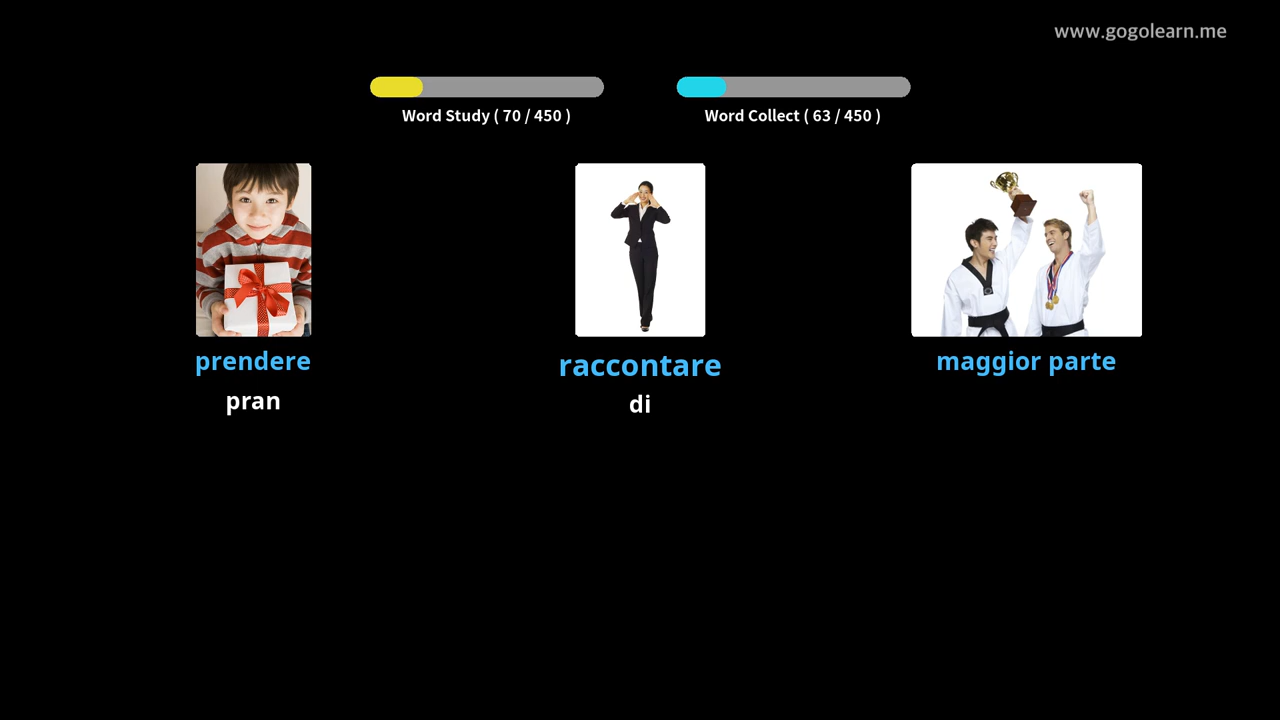 www.gogolearn.me
Word Study ( 70 / 450 )
Word Collect ( 63 / 450 )
prendere
pran
raccontare
di
maggior parte